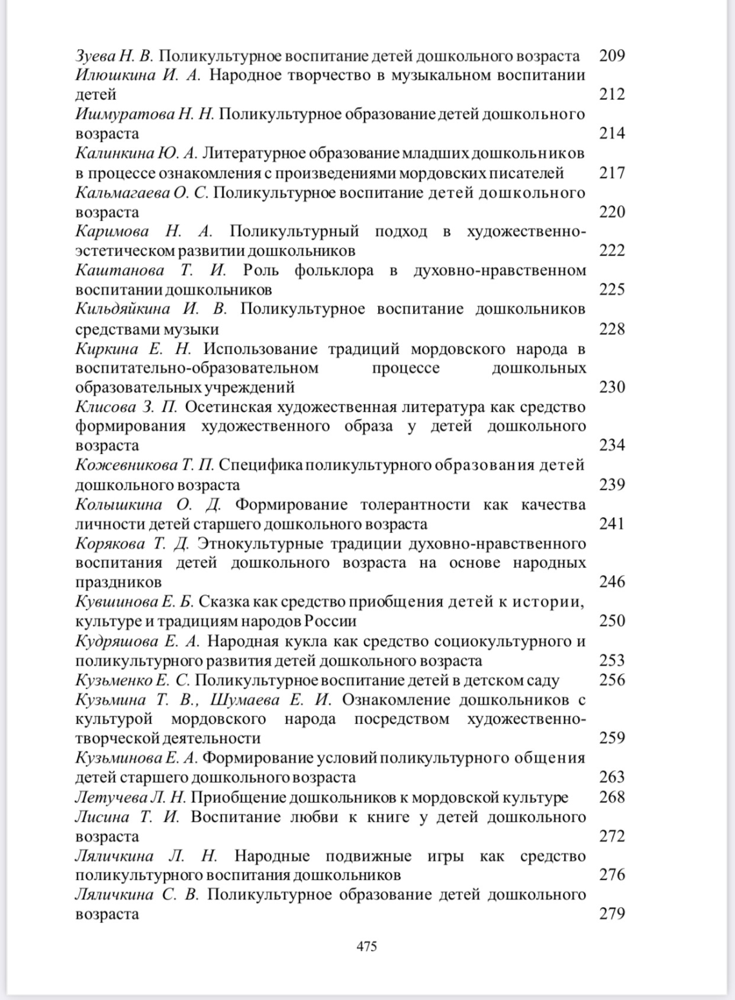 Зуева Н. В. Поликультурное воспитание детей дошкольного возраста 209
Илюшкина И. А. Народное творчество в музыкальном воспитании
детей 212
Ишмуратова Н. Н. Поликультурное образование детей дошкольного
возраста 214
Калинкина Ю. А. Литературное образование младших дошкольников
в процессе ознакомления с произведениями мордовских писателей 217
Кальмагаева О. С. Поликультурное воспитание детей дошкольного
возраста 220
Каримова Н. А. Поликультурный подход в художественно-
эстетическом развитии дошкольников 222
Каштанова Т. И. Роль фольклора в духовно-нравственном
воспитании дошкольников 225
Кильдяйкина И. В. Поликультурное воспитание дошкольников
средствами музыки 228
Киркина Е. Н. Использование традиций мордовского народа в
воспитательно-образовательном процессе дошкольных
образовательных учреждений 230
Клисова З. П. Осетинская художественная литература как средство
формирования художественного образа у детей дошкольного
возраста 234
Кожевникова Т. П. Специфика поликультурного образования детей
дошкольного возраста 239
Колышкина О. Д. Формирование толерантности как качества
личности детей старшего дошкольного возраста 241
Корякова Т. Д. Этнокультурные традиции духовно-нравственного
воспитания детей дошкольного возраста на основе народных
праздников 246
Кувшинова Е. Б. Сказка как средство приобщения детей к истории,
культуре и традициям народов России 250
Кудряшова Е. А. Народная кукла как средство социокультурного и
поликультурного развития детей дошкольного возраста 253
Кузьменко Е. С. Поликультурное воспитание детей в детском саду 256
Кузьмина Т. В., Шумаева Е. И. Ознакомление дошкольников с
культурой мордовского народа посредством художественно-
творческой деятельности 259
Кузьминова Е. А. Формирование условий поликультурного общения
детей старшего дошкольного возраста 263
Летучева Л. Н. Приобщение дошкольников к мордовской культуре 268
Лисина Т. И. Воспитание любви к книге у детей дошкольного
возраста 272
Ляличкина Л. Н. Народные подвижные игры как средство
поликультурного воспитания дошкольников 276
Ляличкина С. В. Поликультурное образование детей дошкольного
возраста 279
475